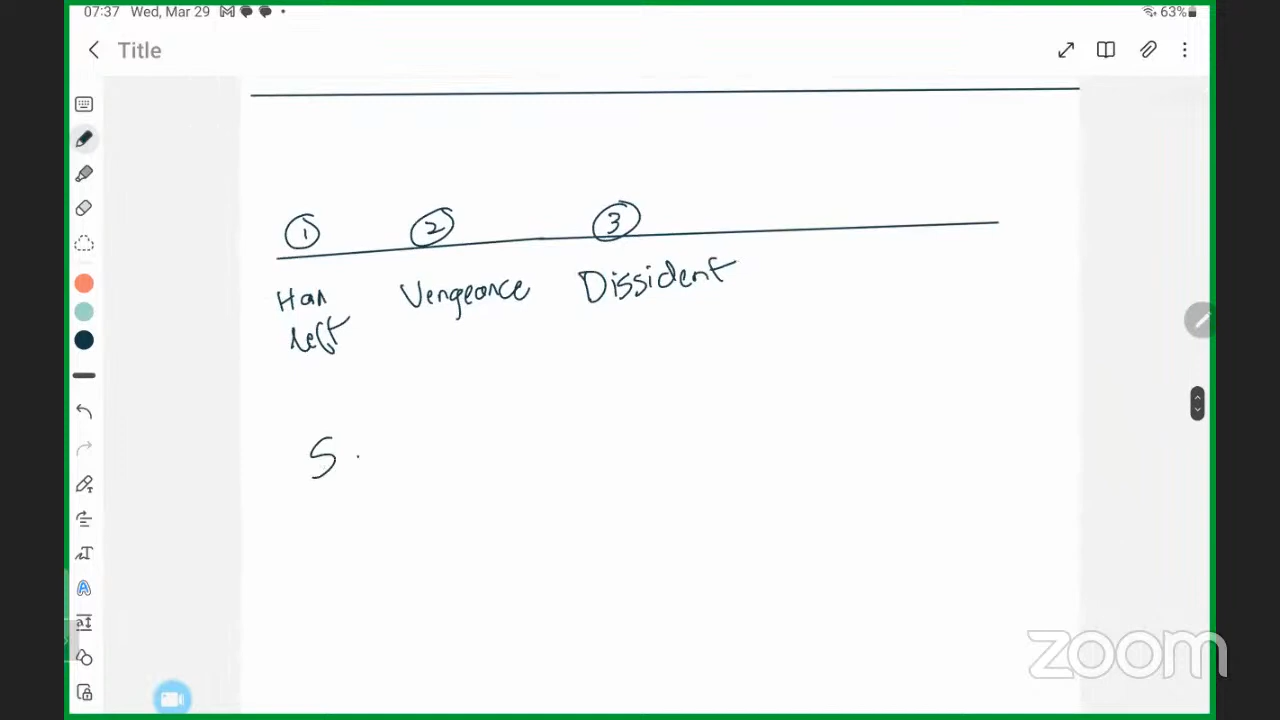 07:37 Wed, Mar 29 63%
Title
1 2 3
Han Vengeance Dissident
left
S .
zoom